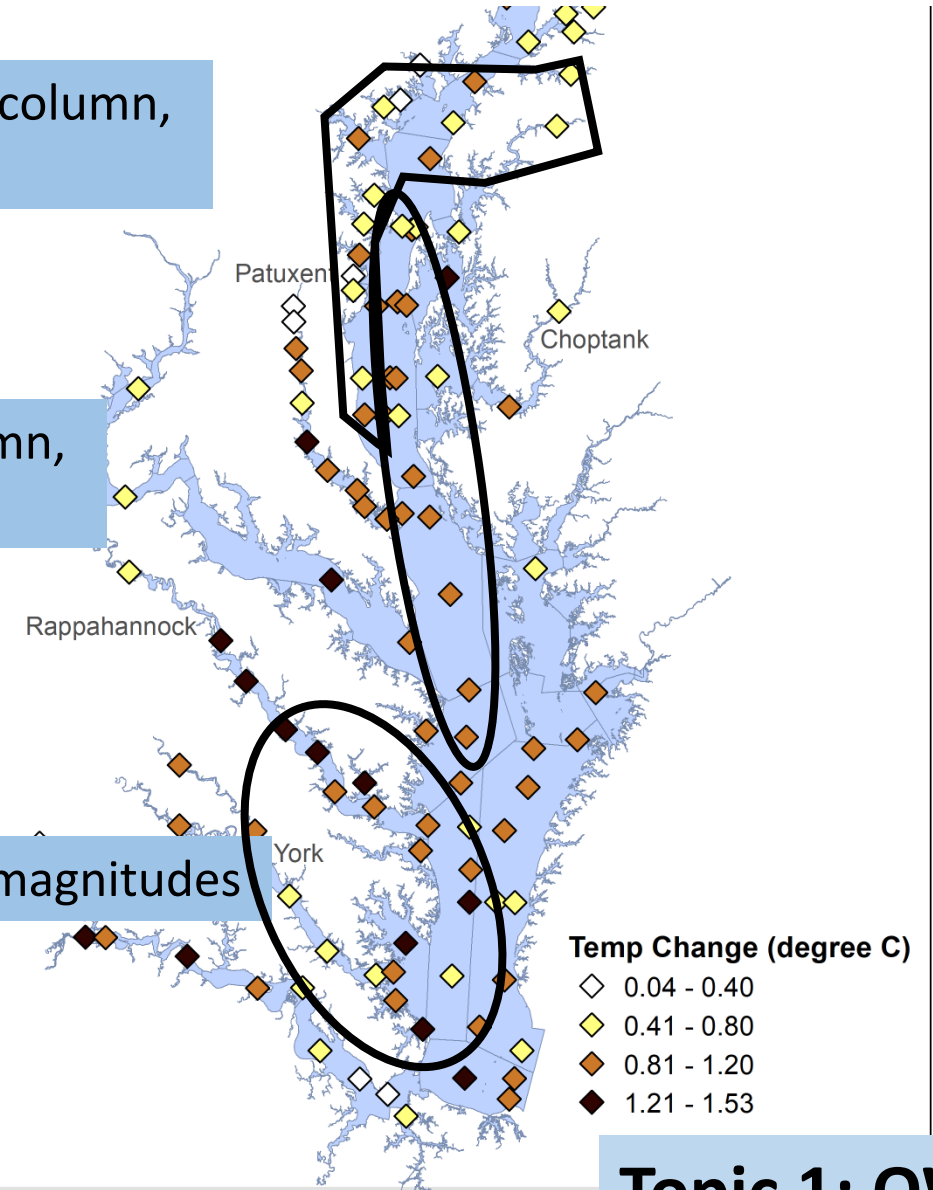 column,
Patuxent
Choptank
mn,
Rappahannock
York
magnitudes
Temp Change (degree C)
0.04 - 0.40
0.41 - 0.80
0.81 - 1.20
1.21 - 1.53
Topic 1: